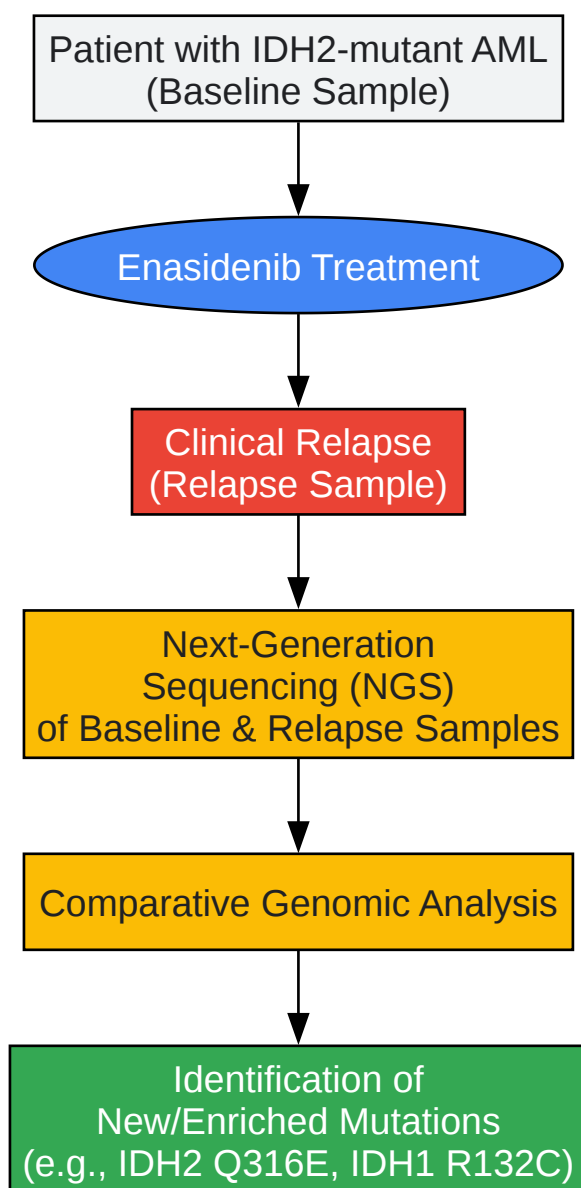 Patient with IDH2-mutant AML
(Baseline Sample)
Enasidenib Treatment
Clinical Relapse
(Relapse Sample)
Next-Generation
Sequencing (NGS)
of Baseline & Relapse Samples
Comparative Genomic Analysis
Identification of
New/Enriched Mutations
(e.g., IDH2 Q316E, IDH1 R132C)